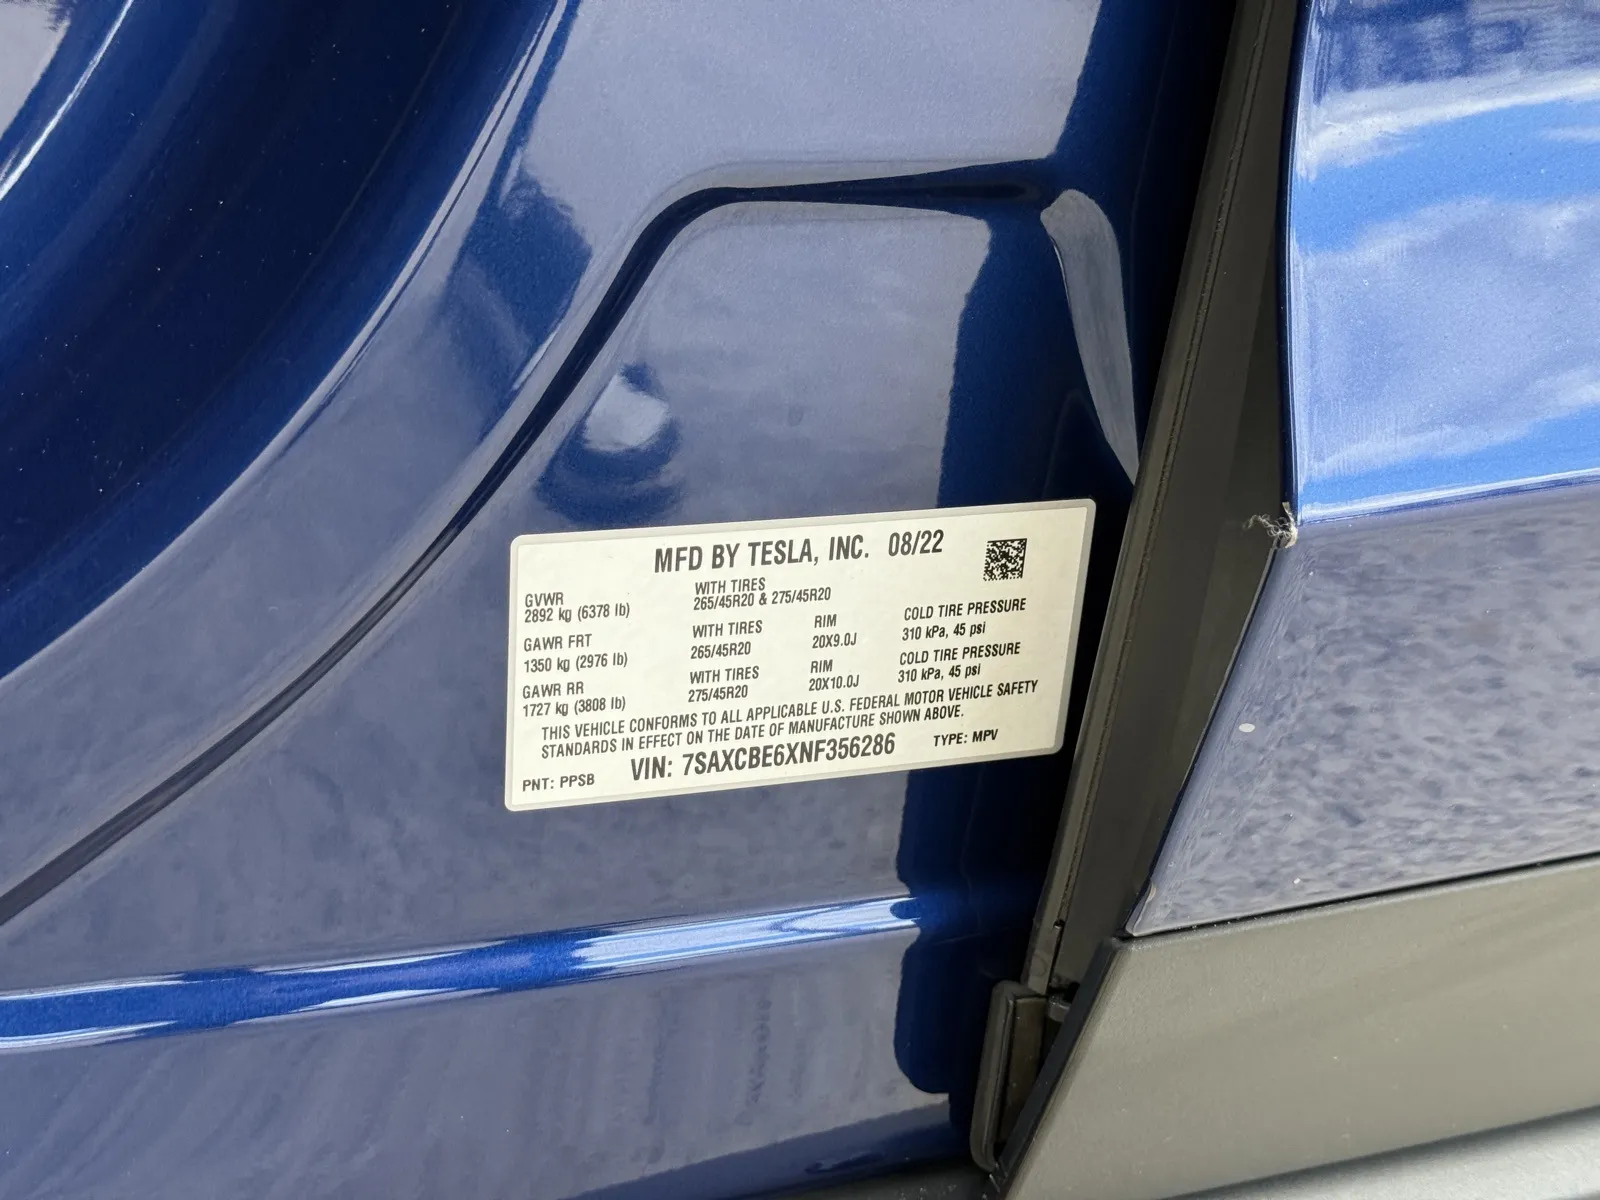 MFD BY TESLA, INC. 08/22
GVWR
2892 kg (6378 lb)
WITH TIRES
265/45R20 & 275/45R20
GAWR FRT
1350 kg (2976 lb)
WITH TIRES
265/45R20
RIM
20X9.0J
COLD TIRE PRESSURE
310 kPa, 45 psi
GAWR RR
1727 kg (3808 lb)
WITH TIRES
275/45R20
RIM
20X10.0J
COLD TIRE PRESSURE
310 kPa, 45 psi
THIS VEHICLE CONFORMS TO ALL APPLICABLE U.S. FEDERAL MOTOR VEHICLE SAFETY
STANDARDS IN EFFECT ON THE DATE OF MANUFACTURE SHOWN ABOVE.
PNT: PPSB VIN: 7SAXCBE6XNF356286 TYPE: MPV